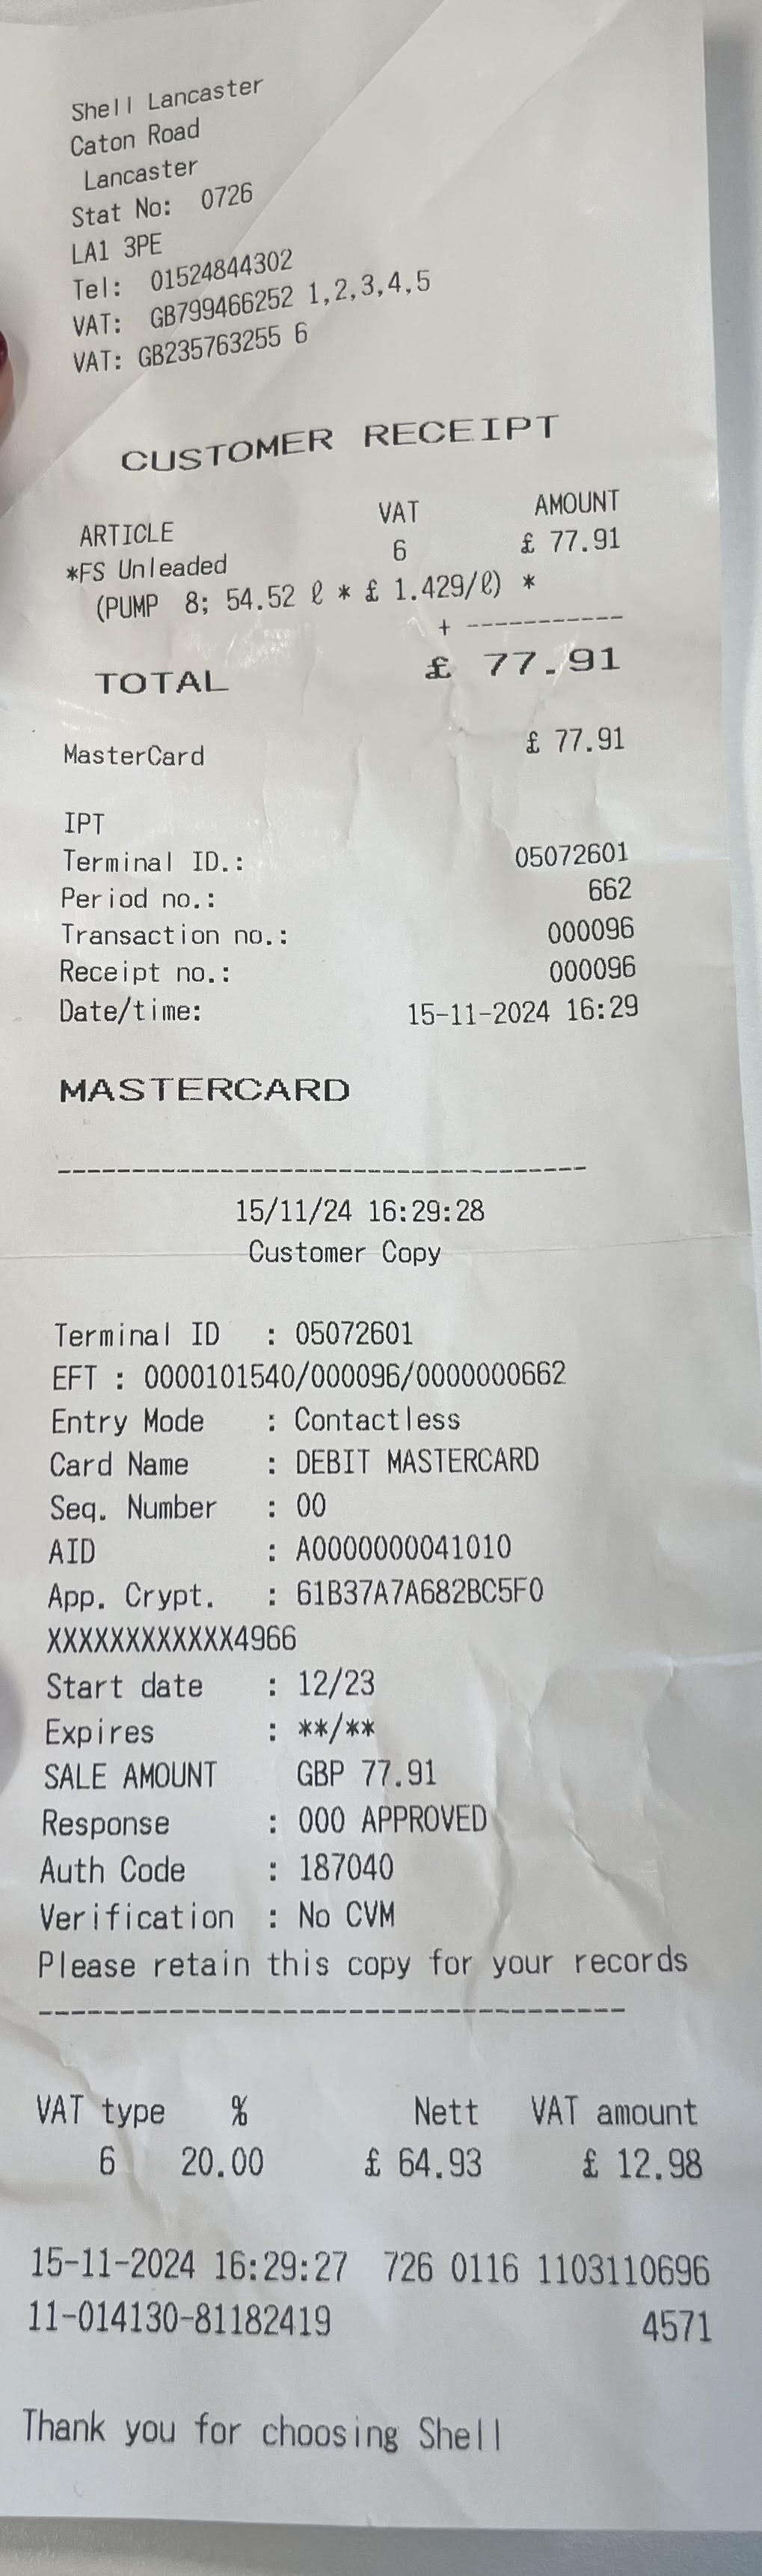 Shell Lancaster
Caton Road
Lancaster
Stat No: 0726
LA1 3PE
Tel: 01524844302
VAT: GB799466252 1,2,3,4,5
VAT: GB235763255 6
CUSTOMER RECEIPT
ARTICLE VAT AMOUNT
*FS Unleaded 6 £ 77.91
(PUMP 8; 54.52 ℓ * £ 1.429/ℓ) *
+ -----------
TOTAL £ 77.91
MasterCard £ 77.91
IPT
Terminal ID.: 05072601
Period no.: 662
Transaction no.: 000096
Receipt no.: 000096
Date/time: 15-11-2024 16:29
MASTERCARD
-----------------------------------
15/11/24 16:29:28
Customer Copy
Terminal ID : 05072601
EFT : 0000101540/000096/0000000662
Entry Mode : Contactless
Card Name : DEBIT MASTERCARD
Seq. Number : 00
AID : A0000000041010
App. Crypt. : 61B37A7A682BC5F0
XXXXXXXXXXXX4966
Start date : 12/23
Expires : **/**
SALE AMOUNT GBP 77.91
Response : 000 APPROVED
Auth Code : 187040
Verification : No CVM
Please retain this copy for your records
-----------------------------------
VAT type % Nett VAT amount
6 20.00 £ 64.93 £ 12.98
15-11-2024 16:29:27 726 0116 1103110696
11-014130-81182419 4571
Thank you for choosing Shell